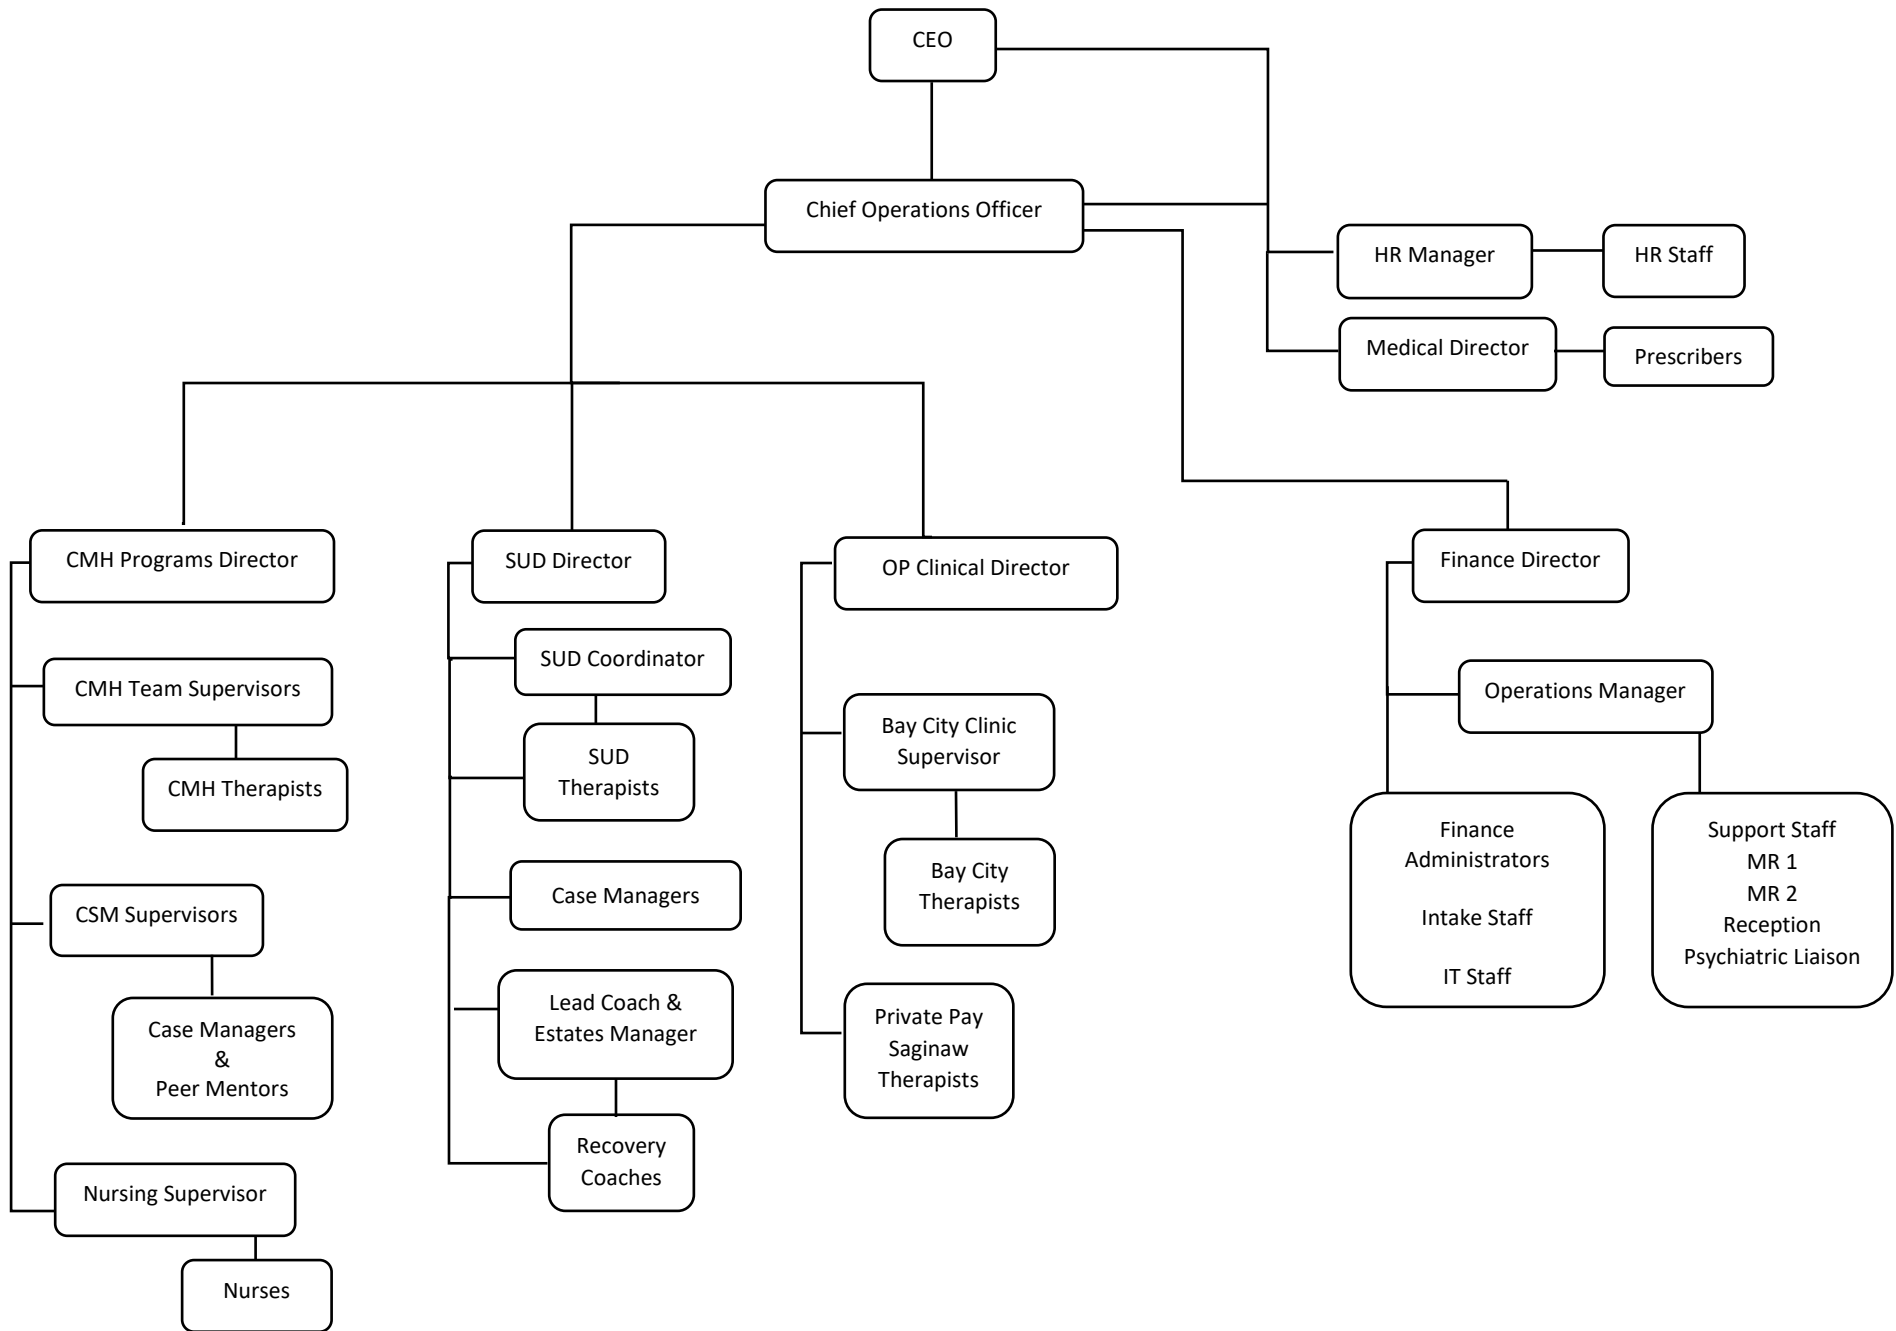 CEO
Chief Operations Officer
HR Manager
HR Staff
Medical Director
Prescribers
CMH Programs Director
CMH Team Supervisors
CMH Therapists
CSM Supervisors
Case Managers
&
Peer Mentors
Nursing Supervisor
Nurses
SUD Director
SUD Coordinator
SUD
Therapists
Case Managers
Lead Coach &
Estates Manager
Recovery
Coaches
OP Clinical Director
Bay City Clinic
Supervisor
Bay City
Therapists
Private Pay
Saginaw
Therapists
Finance Director
Operations Manager
Finance
Administrators
Intake Staff
IT Staff
Support Staff
MR 1
MR 2
Reception
Psychiatric Liaison